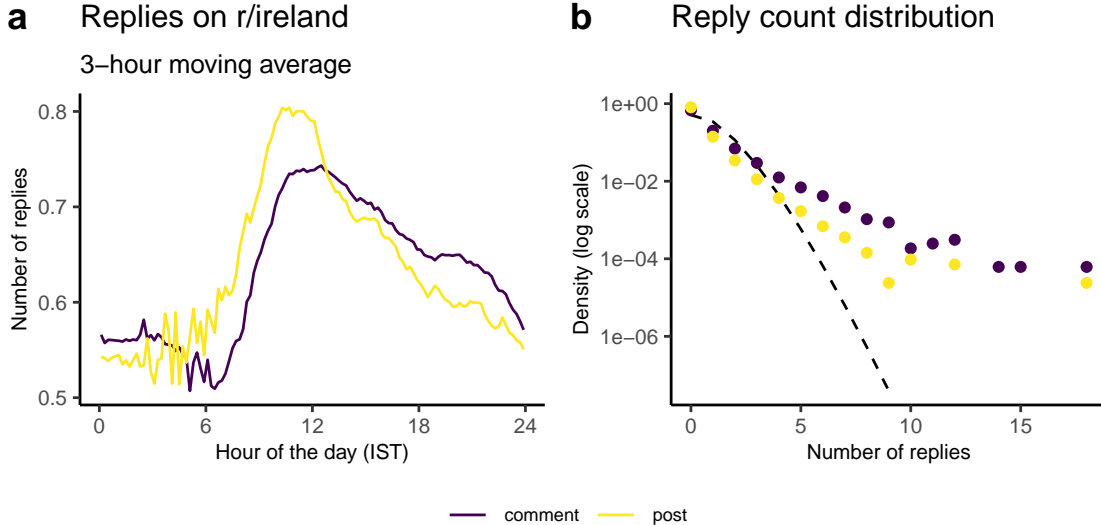 a Replies on r/ireland
3−hour moving average
Number of replies
0.8
0.7
0.6
0.5
0 6 12 18 24
Hour of the day (IST)
b Reply count distribution
Density (log scale)
1e+00
1e−02
1e−04
1e−06
0 5 10 15
Number of replies
comment post